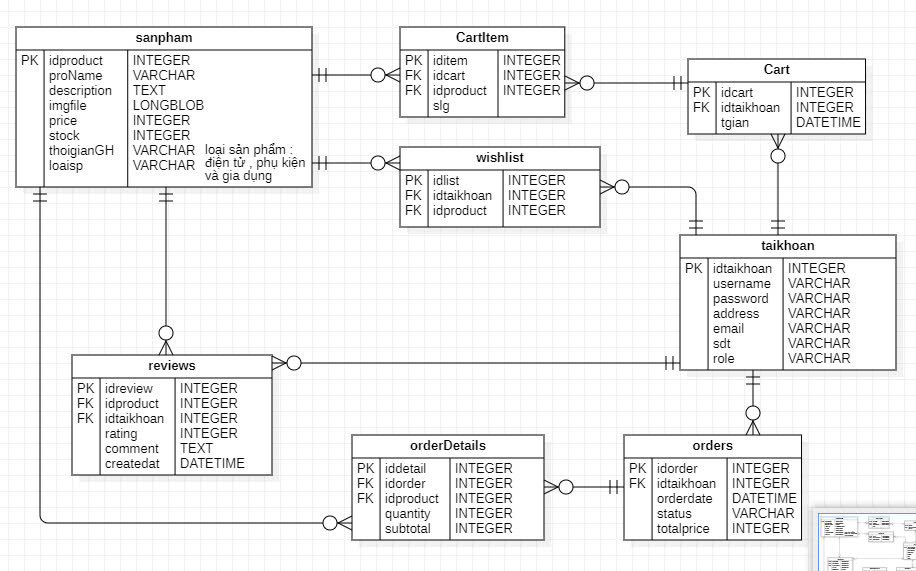 sanpham
PK idproduct INTEGER
proName VARCHAR
description TEXT
imgfile LONGBLOB
price INTEGER
stock INTEGER
thoigianGH VARCHAR
loaisp VARCHAR
loại sản phẩm :
điện tử , phụ kiện
và gia dụng
CartItem
PK iditem INTEGER
FK idcart INTEGER
FK idproduct INTEGER
slg
Cart
PK idcart INTEGER
FK idtaikhoan INTEGER
tgian DATETIME
wishlist
PK idlist INTEGER
FK idtaikhoan INTEGER
FK idproduct INTEGER
taikhoan
PK idtaikhoan INTEGER
username VARCHAR
password VARCHAR
address VARCHAR
email VARCHAR
sdt VARCHAR
role VARCHAR
reviews
PK idreview INTEGER
FK idproduct INTEGER
FK idtaikhoan INTEGER
rating INTEGER
comment TEXT
createdat DATETIME
orderDetails
PK iddetail INTEGER
FK idorder INTEGER
FK idproduct INTEGER
quantity INTEGER
subtotal INTEGER
orders
PK idorder INTEGER
FK idtaikhoan INTEGER
orderdate DATETIME
status VARCHAR
totalprice INTEGER